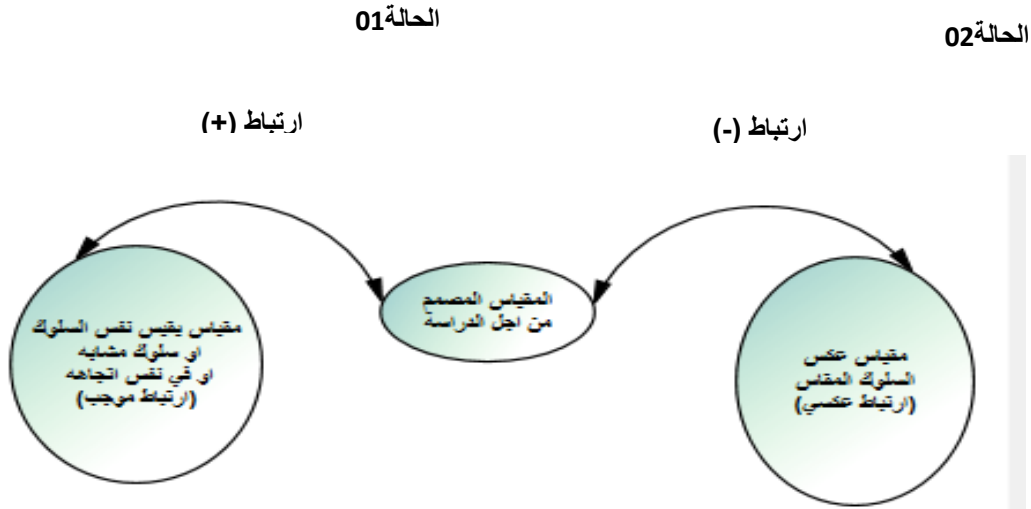 الحالة01
الحالة02
ارتباط (+)
ارتباط (-)
المقياس المصمم
من اجل الدراسة
مقياس يقيس نفس السلوك
او سلوك مشابه
او في نفس اتجاهه
(ارتباط موجب)
مقياس عكس
السلوك المقاس
(ارتباط عكسي)